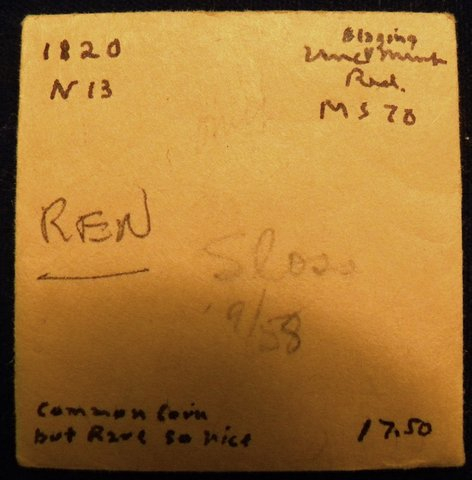 1820
N 13
Blazing
Unc Mint
Red.
MS 70
REN
Sloss
9/58
Common Coin
but Rare so nice
17.50